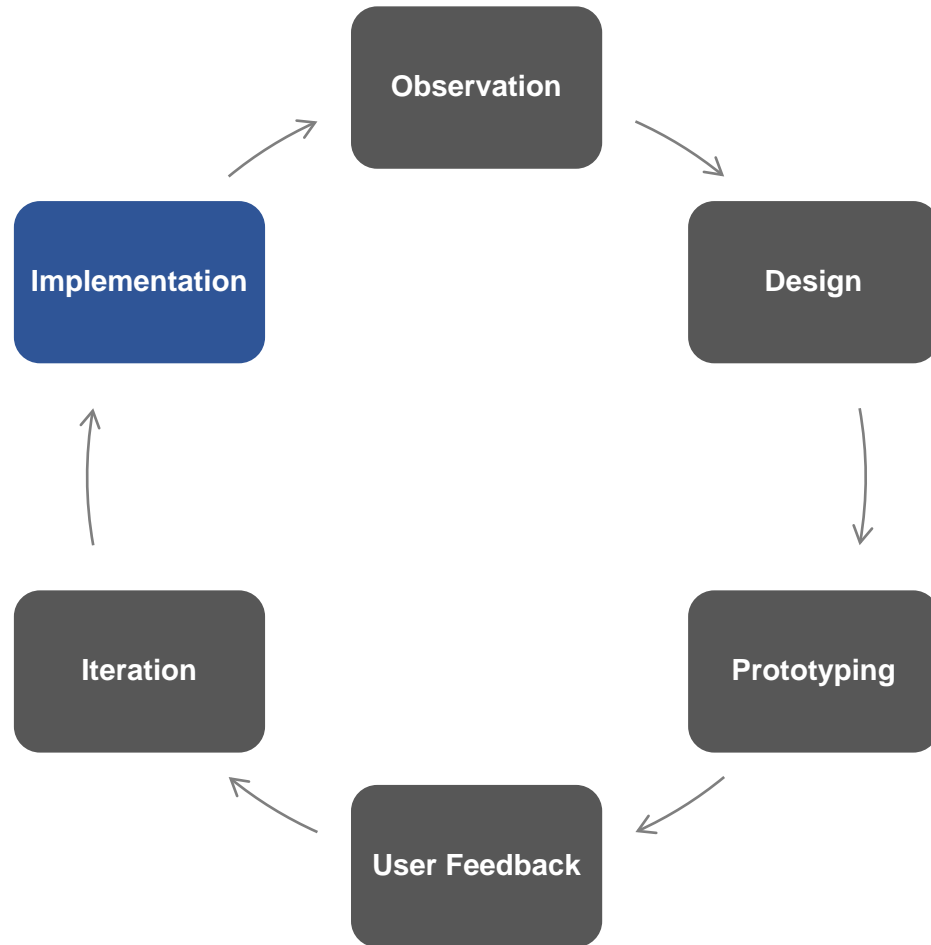 Observation
Implementation
Design
Iteration
Prototyping
User Feedback